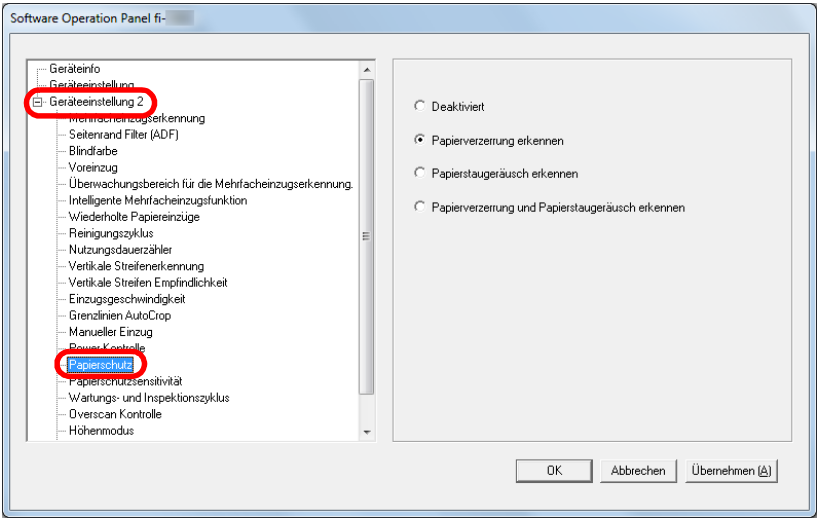 Software Operation Panel fi-
Geräteinfo
Geräteeinstellung
Geräteeinstellung 2
Mehrfacheinzugserkennung
Seitenrand Filter (ADF)
Blindfarbe
Voreinzug
Überwachungsbereich für die Mehrfacheinzugserkennung.
Intelligente Mehrfacheinzugsfunktion
Wiederholte Papiereinzüge
Reinigungszyklus
Nutzungsdauerzähler
Vertikale Streifenerkennung
Vertikale Streifen Empfindlichkeit
Einzugsgeschwindigkeit
Grenzlinien AutoCrop
Manueller Einzug
Power-Kontrolle
Papierschutz
Papierschutzsensitivität
Wartungs- und Inspektionszyklus
Overscan Kontrolle
Höhenmodus
Deaktiviert
Papierverzerrung erkennen
Papierstaugeräusch erkennen
Papierverzerrung und Papierstaugeräusch erkennen
OK
Abbrechen
Übernehmen (A)